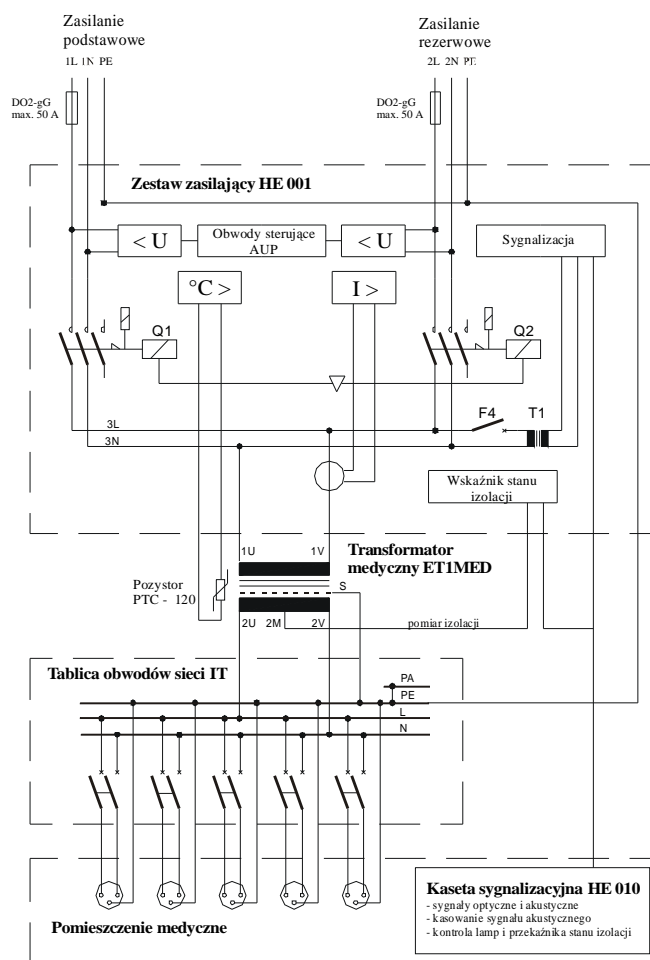 Zasilanie
podstawowe
Zasilanie
rezerwowe
1L 1N PE
2L 2N PE
DO2-gG
max. 50 A
DO2-gG
max. 50 A
Zestaw zasilający HE 001
< U
Obwody sterujące
AUP
< U
Sygnalizacja
°C >
I >
Q1
Q2
3L
3N
F4
T1
Wskaźnik stanu
izolacji
1U
1V
Transformator
medyczny ET1MED
Pozystor
PTC - 120
S
2U 2M 2V
pomiar izolacji
Tablica obwodów sieci IT
PA
PE
L
N
Kaseta sygnalizacyjna HE 010
- sygnały optyczne i akustyczne
- kasowanie sygnału akustycznego
- kontrola lamp i przekaźnika stanu izolacji
Pomieszczenie medyczne